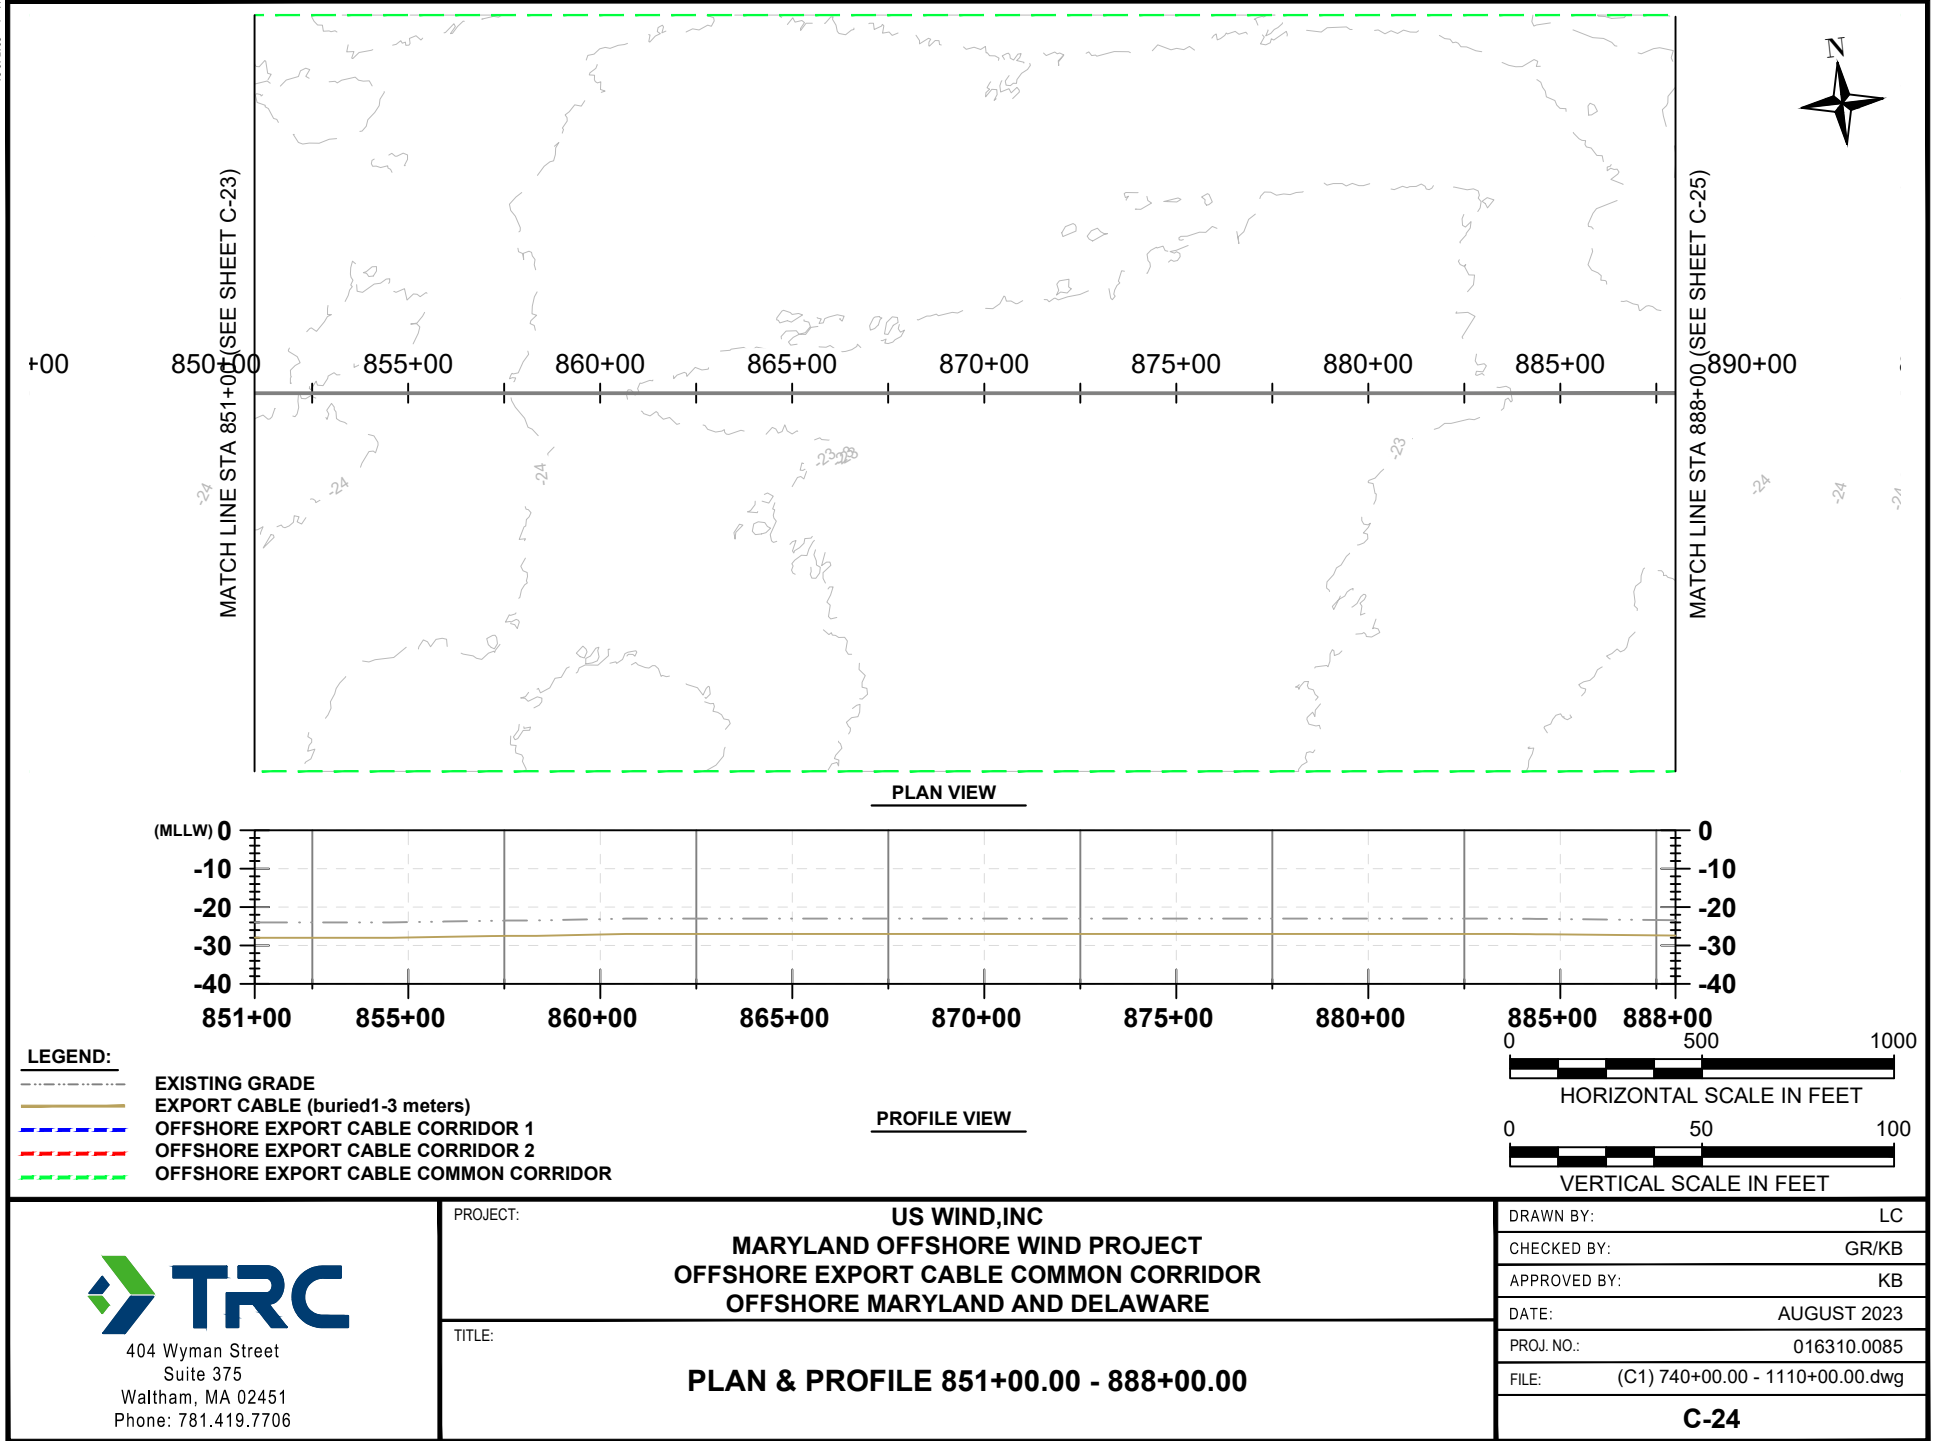 N
MATCH LINE STA 851+00 (SEE SHEET C-23)
MATCH LINE STA 888+00 (SEE SHEET C-25)
+00 850+00 855+00 860+00 865+00 870+00 875+00 880+00 885+00 890+00
-24
-24
-24
-23
-23
-24
-24
-24
PLAN VIEW
(MLLW) 0
-10
-20
-30
-40
0
-10
-20
-30
-40
851+00 855+00 860+00 865+00 870+00 875+00 880+00 885+00 888+00
LEGEND:
EXISTING GRADE
EXPORT CABLE (buried1-3 meters)
OFFSHORE EXPORT CABLE CORRIDOR 1
OFFSHORE EXPORT CABLE CORRIDOR 2
OFFSHORE EXPORT CABLE COMMON CORRIDOR
PROFILE VIEW
0 500 1000
HORIZONTAL SCALE IN FEET
0 50 100
VERTICAL SCALE IN FEET
TRC
404 Wyman Street
Suite 375
Waltham, MA 02451
Phone: 781.419.7706
PROJECT:
US WIND,INC
MARYLAND OFFSHORE WIND PROJECT
OFFSHORE EXPORT CABLE COMMON CORRIDOR
OFFSHORE MARYLAND AND DELAWARE
TITLE:
PLAN & PROFILE 851+00.00 - 888+00.00
DRAWN BY: LC
CHECKED BY: GR/KB
APPROVED BY: KB
DATE: AUGUST 2023
PROJ. NO.: 016310.0085
FILE: (C1) 740+00.00 - 1110+00.00.dwg
C-24